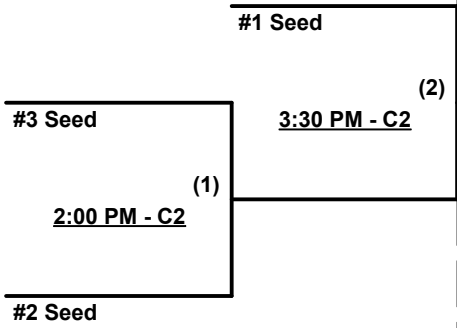 #1 Seed
(2)
#3 Seed
3:30 PM - C2
(1)
2:00 PM - C2
#2 Seed